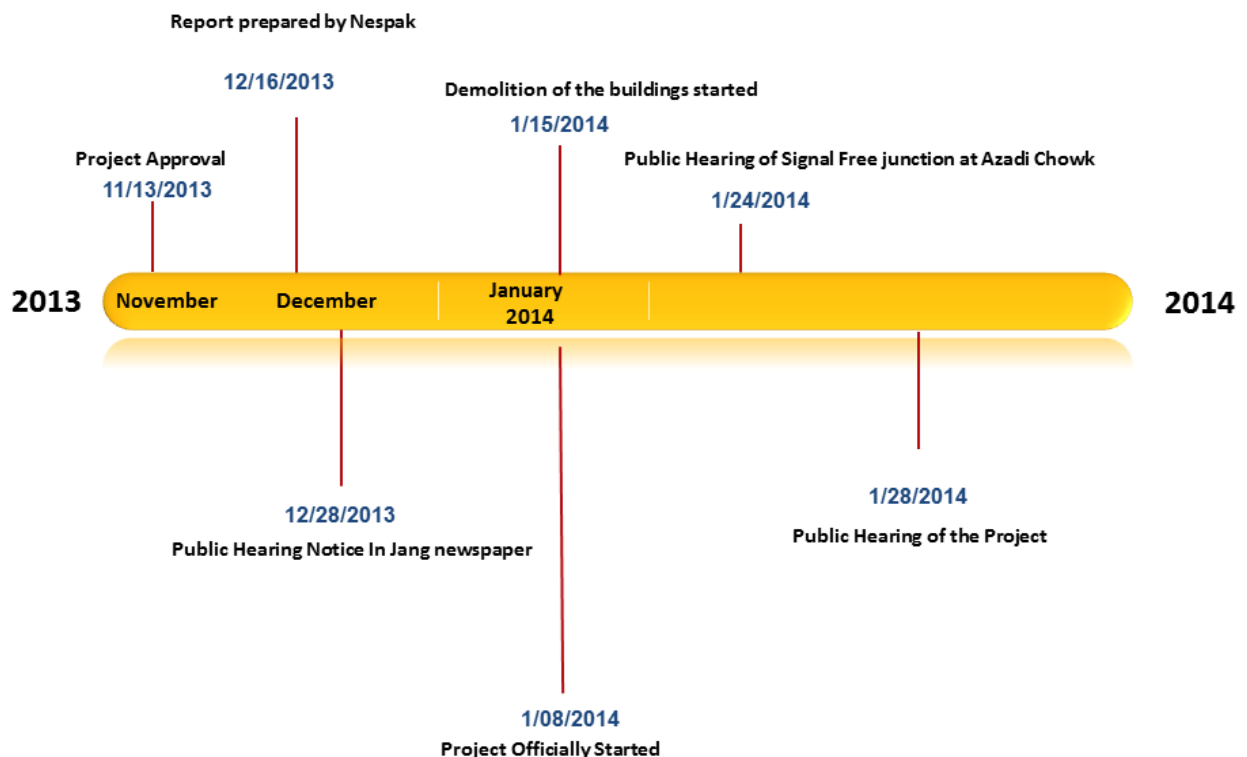 Report prepared by Nespak
12/16/2013
Demolition of the buildings started
1/15/2014
Project Approval
11/13/2013
Public Hearing of Signal Free junction at Azadi Chowk
1/24/2014
2013
November
December
January
2014
2014
12/28/2013
Public Hearing Notice In Jang newspaper
1/28/2014
Public Hearing of the Project
1/08/2014
Project Officially Started